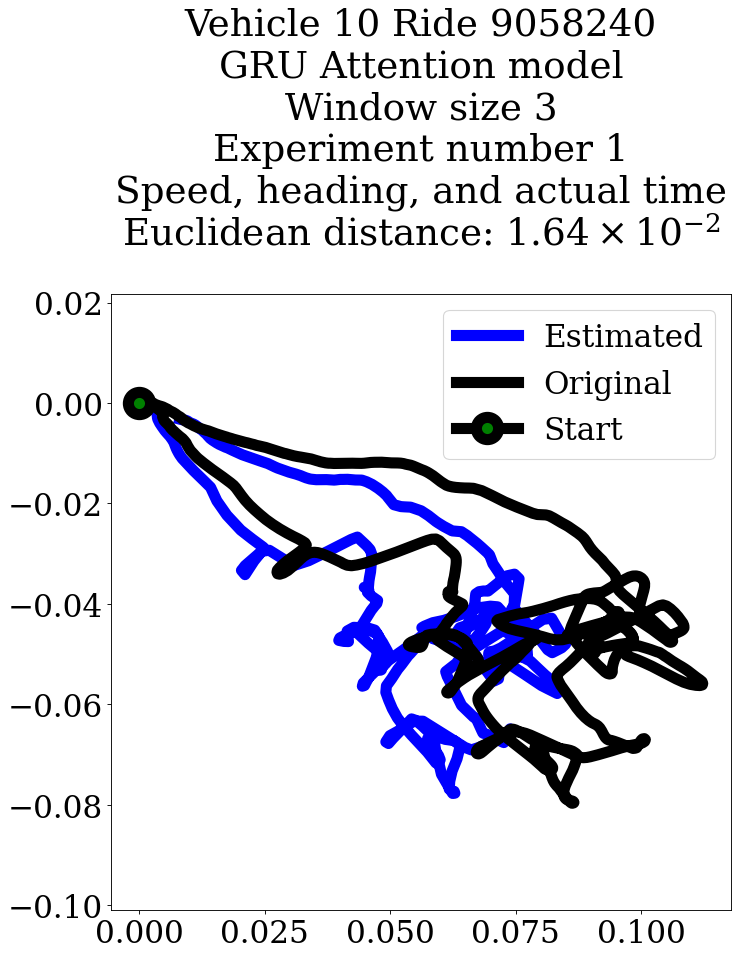 Vehicle 10 Ride 9058240
GRU Attention model
Window size 3
Experiment number 1
Speed, heading, and actual time
Euclidean distance: 1.64 × 10⁻²
Estimated
Original
Start
0.02
0.00
−0.02
−0.04
−0.06
−0.08
−0.10
0.000 0.025 0.050 0.075 0.100